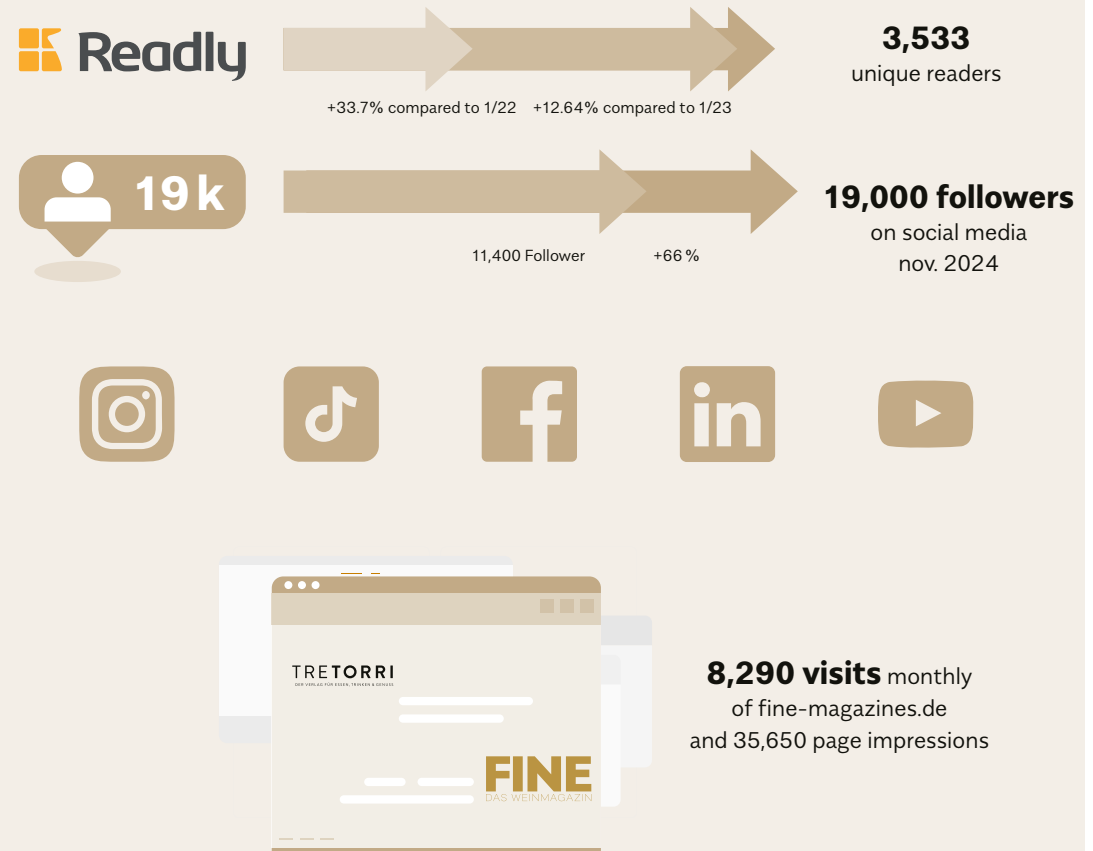 Readly
3,533
unique readers
+33.7% compared to 1/22
+12.64% compared to 1/23
19 k
19,000 followers
on social media
nov. 2024
11,400 Follower
+66 %
in
TRETORRI
DER VERLAG FÜR ESSEN, TRINKEN & GENUSS
8,290 visits monthly
of fine-magazines.de
and 35,650 page impressions
FINE
DAS WEINMAGAZIN